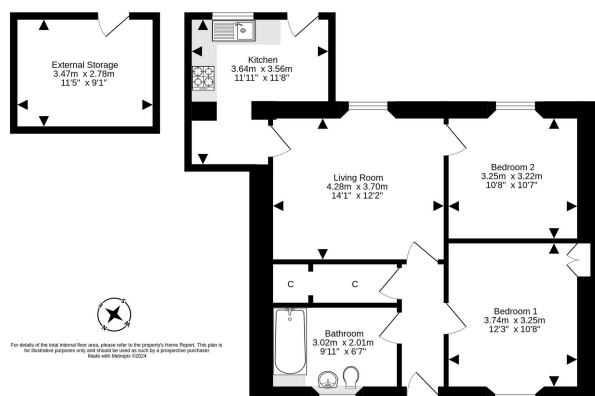 External Storage
3.47m x 2.78m
11'5" x 9'1"
Kitchen
3.64m x 3.56m
11'11" x 11'8"
Living Room
4.28m x 3.70m
14'1" x 12'2"
Bedroom 2
3.25m x 3.22m
10'8" x 10'7"
C
C
Bathroom
3.02m x 2.01m
9'11" x 6'7"
Bedroom 1
3.74m x 3.25m
12'3" x 10'8"
For details of the total internal floor area, please refer to the property's Home Report. This plan is
for illustrative purposes only and should be used as such by a prospective purchaser.
Made with Metropix ©2024